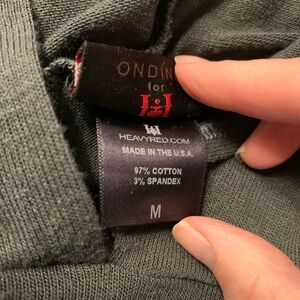 ONDIN
for
HEAVYRED.COM
MADE IN THE U.S.A.
97% COTTON
3% SPANDEX
M